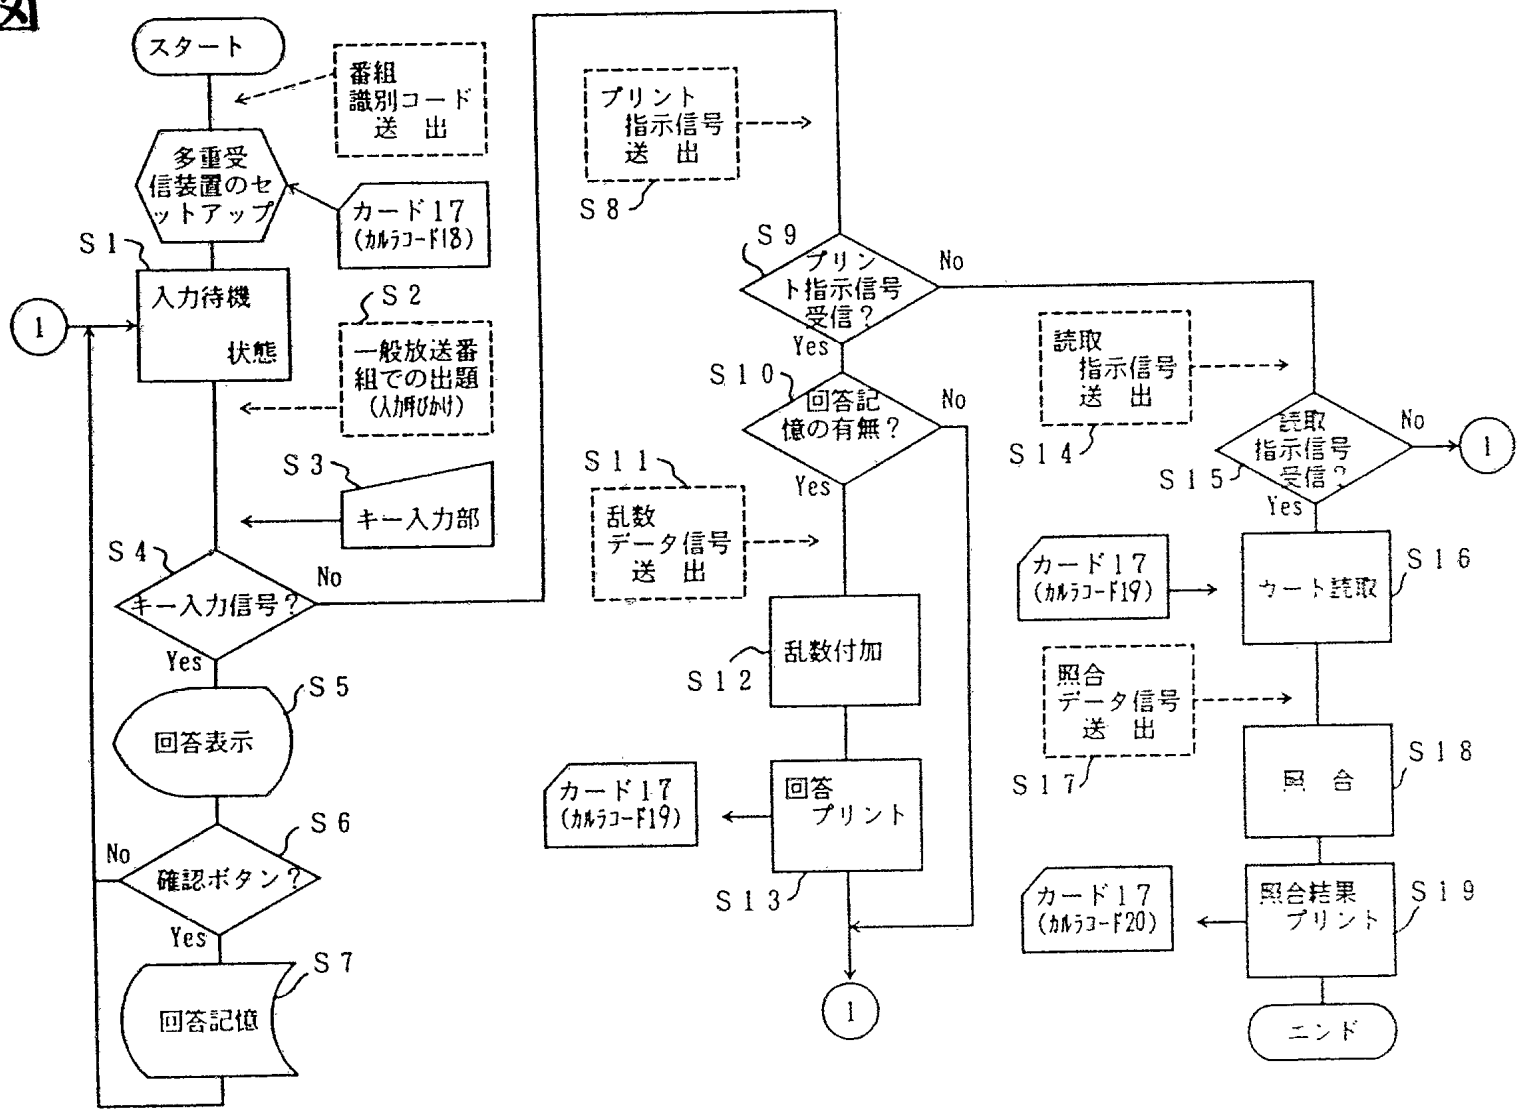 図
スタート
番組
識別コード
送 出
多重受
信装置のセ
ットアップ
カード17
(カルラコード18)
S1
入力待機
状態
1
S2
一般放送番
組での出題
(入力呼びかけ)
S3
キー入力部
S4
キー入力信号?
No
Yes
S5
回答表示
S6
確認ボタン?
No
Yes
S7
回答記憶
プリント
指示信号
送 出
S8
S9
プリン
ト指示信号
受信?
No
Yes
S10
回答記
憶の有無?
No
Yes
S11
乱数
データ信号
送 出
S12
乱数付加
カード17
(カルラコード19)
回答
プリント
S13
1
読取
指示信号
送 出
S14
読取
指示信号
受信?
S15
No
1
Yes
カード17
(カルラコード19)
カート読取
S16
照合
データ信号
送 出
S17
照 合
S18
カード17
(カルラコード20)
照合結果
プリント
S19
エンド